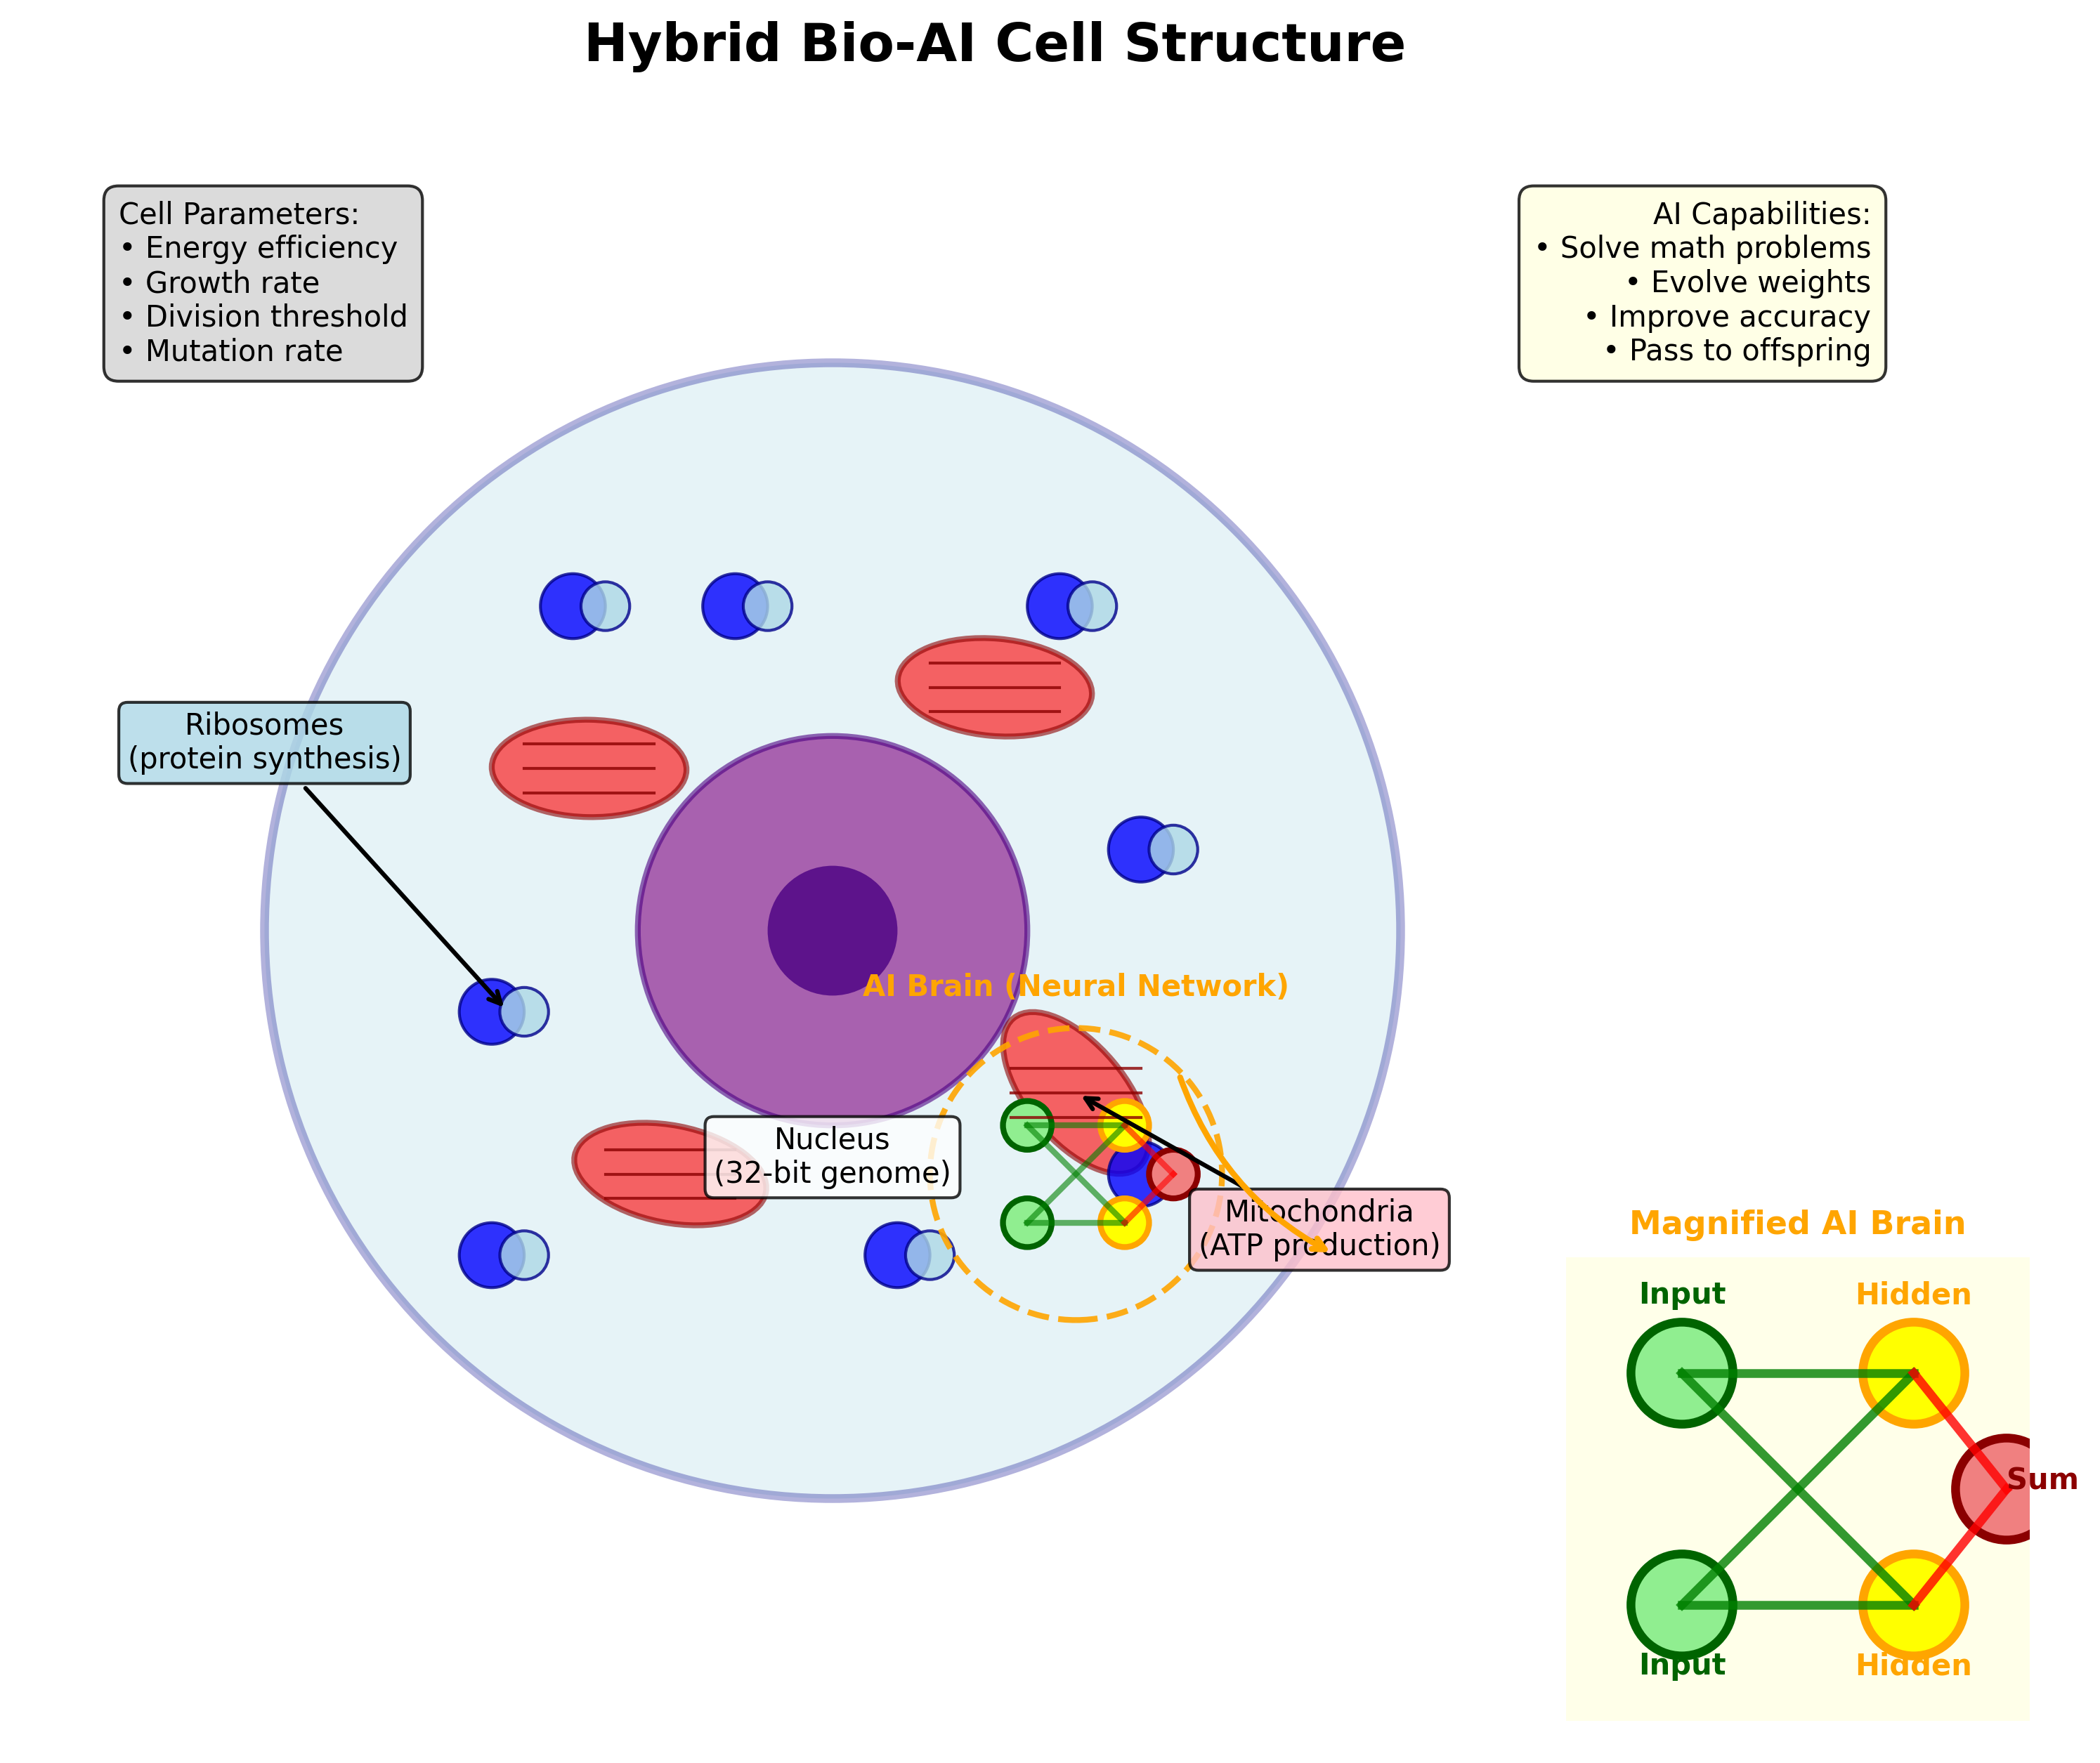 Hybrid Bio-AI Cell Structure
Cell Parameters:
• Energy efficiency
• Growth rate
• Division threshold
• Mutation rate
AI Capabilities:
• Solve math problems
• Evolve weights
• Improve accuracy
• Pass to offspring
Ribosomes
(protein synthesis)
AI Brain (Neural Network)
Nucleus
(32-bit genome)
Mitochondria
(ATP production)
Magnified AI Brain
Input
Hidden
Sum
Input
Hidden